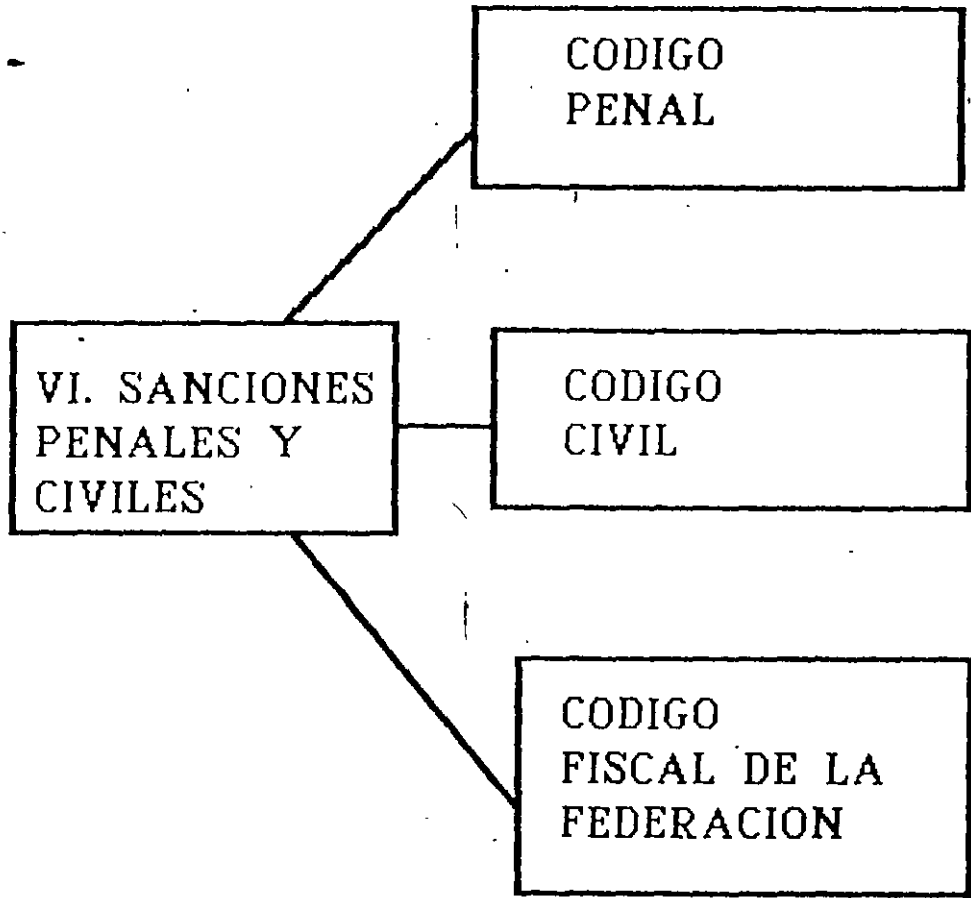 CODIGO
PENAL
VI. SANCIONES
PENALES Y
CIVILES
CODIGO
CIVIL
CODIGO
FISCAL DE LA
FEDERACION